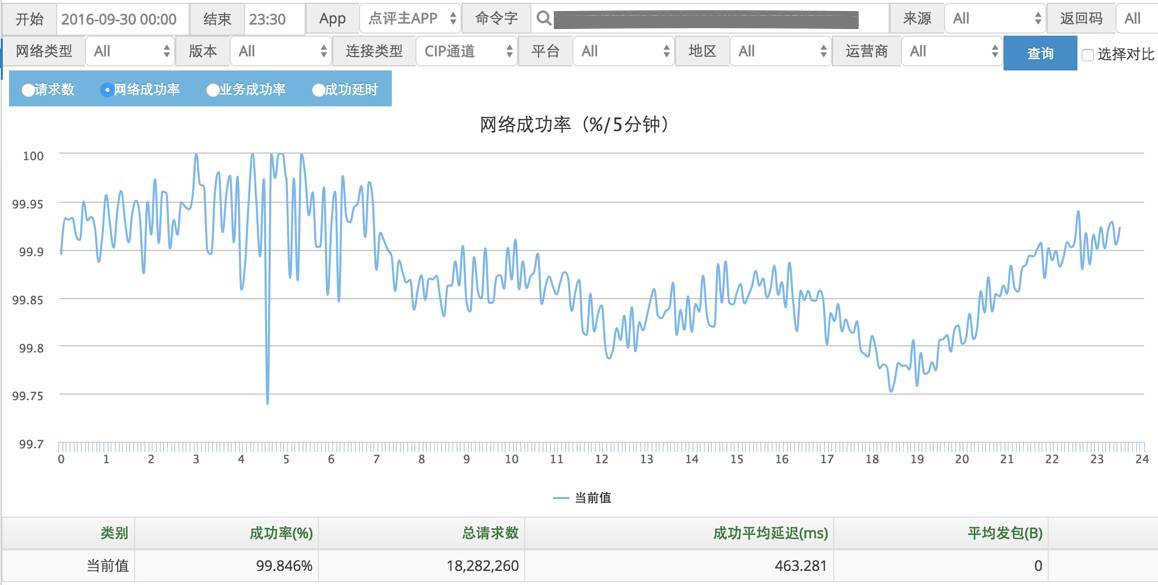 开始 2016-09-30 00:00 结束 23:30 App 点评主APP 命令字 来源 All 返回码 All
网络类型 All 版本 All 连接类型 CIP通道 平台 All 地区 All 运营商 All 查询 选择对比
请求数 网络成功率 业务成功率 成功延时
网络成功率（%/5分钟）
100
99.95
99.9
99.85
99.8
99.75
99.7
0 1 2 3 4 5 6 7 8 9 10 11 12 13 14 15 16 17 18 19 20 21 22 23 24
当前值
类别 成功率(%) 总请求数 成功平均延迟(ms) 平均发包(B)
当前值 99.846% 18,282,260 463.281 0